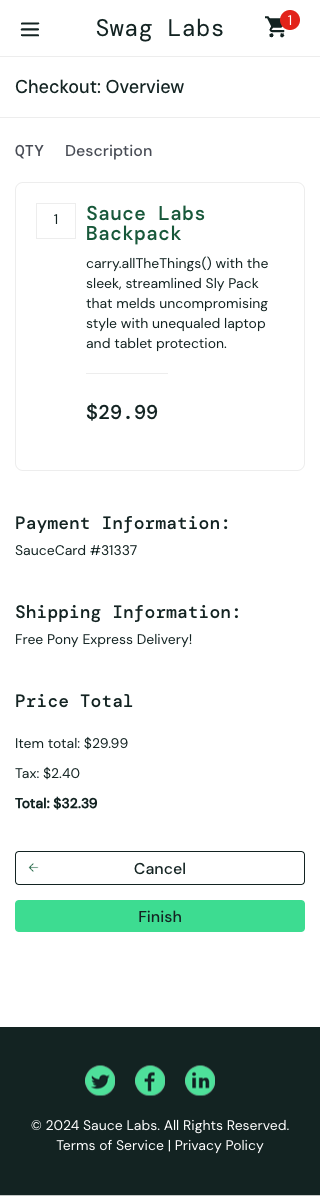 Swag Labs
1
Checkout: Overview
QTY Description
1
Sauce Labs
Backpack
carry.allTheThings() with the
sleek, streamlined Sly Pack
that melds uncompromising
style with unequaled laptop
and tablet protection.
$29.99
Payment Information:
SauceCard #31337
Shipping Information:
Free Pony Express Delivery!
Price Total
Item total: $29.99
Tax: $2.40
Total: $32.39
Cancel
Finish
© 2024 Sauce Labs. All Rights Reserved.
Terms of Service | Privacy Policy